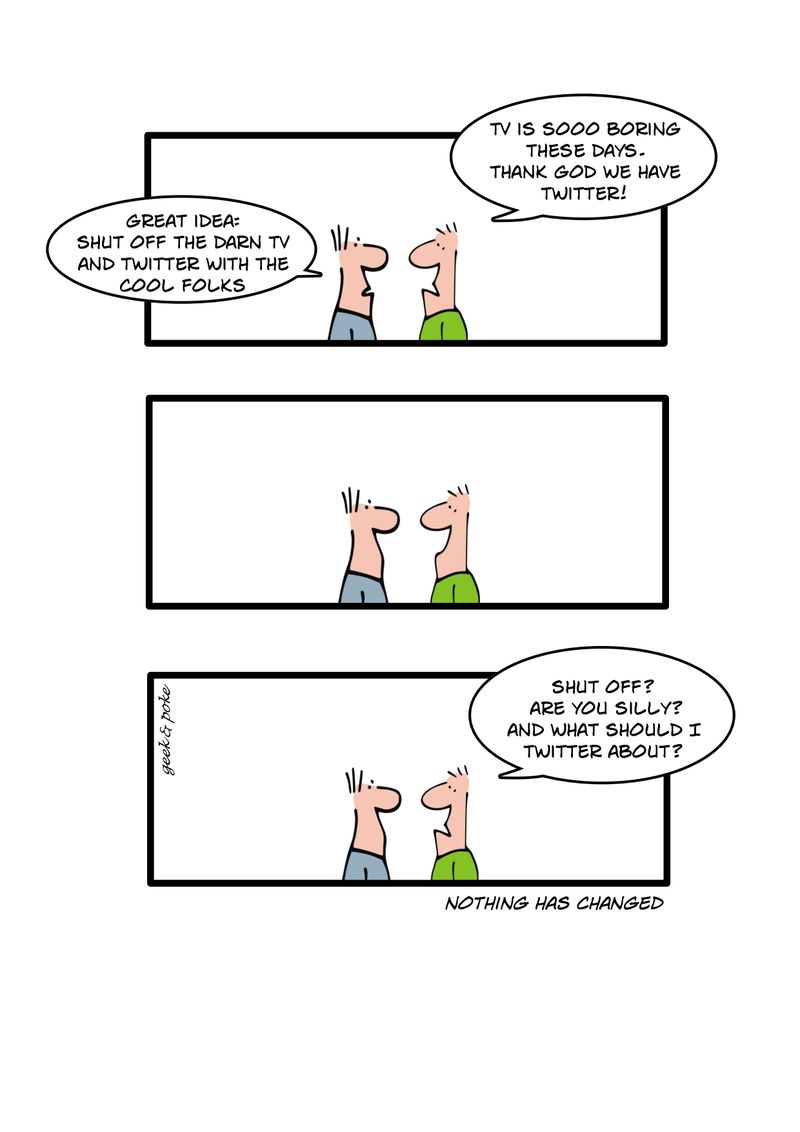 TV IS SOOO BORING
THESE DAYS.
THANK GOD WE HAVE
TWITTER!
GREAT IDEA:
SHUT OFF THE DARN TV
AND TWITTER WITH THE
COOL FOLKS
geek & poke
SHUT OFF?
ARE YOU SILLY?
AND WHAT SHOULD I
TWITTER ABOUT?
NOTHING HAS CHANGED